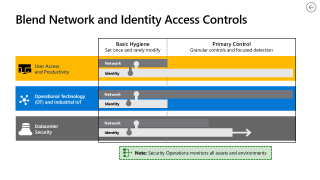 Blend Network and Identity Access Controls
Basic Hygiene
Set once and rarely modify
Primary Control
Granular controls and focused detection
User Access
and Productivity
Network
Identity
Operational Technology
(OT) and Industrial IoT
Network
Identity
Datacenter
Security
Network
Identity
Note: Security Operations monitors all assets and environments